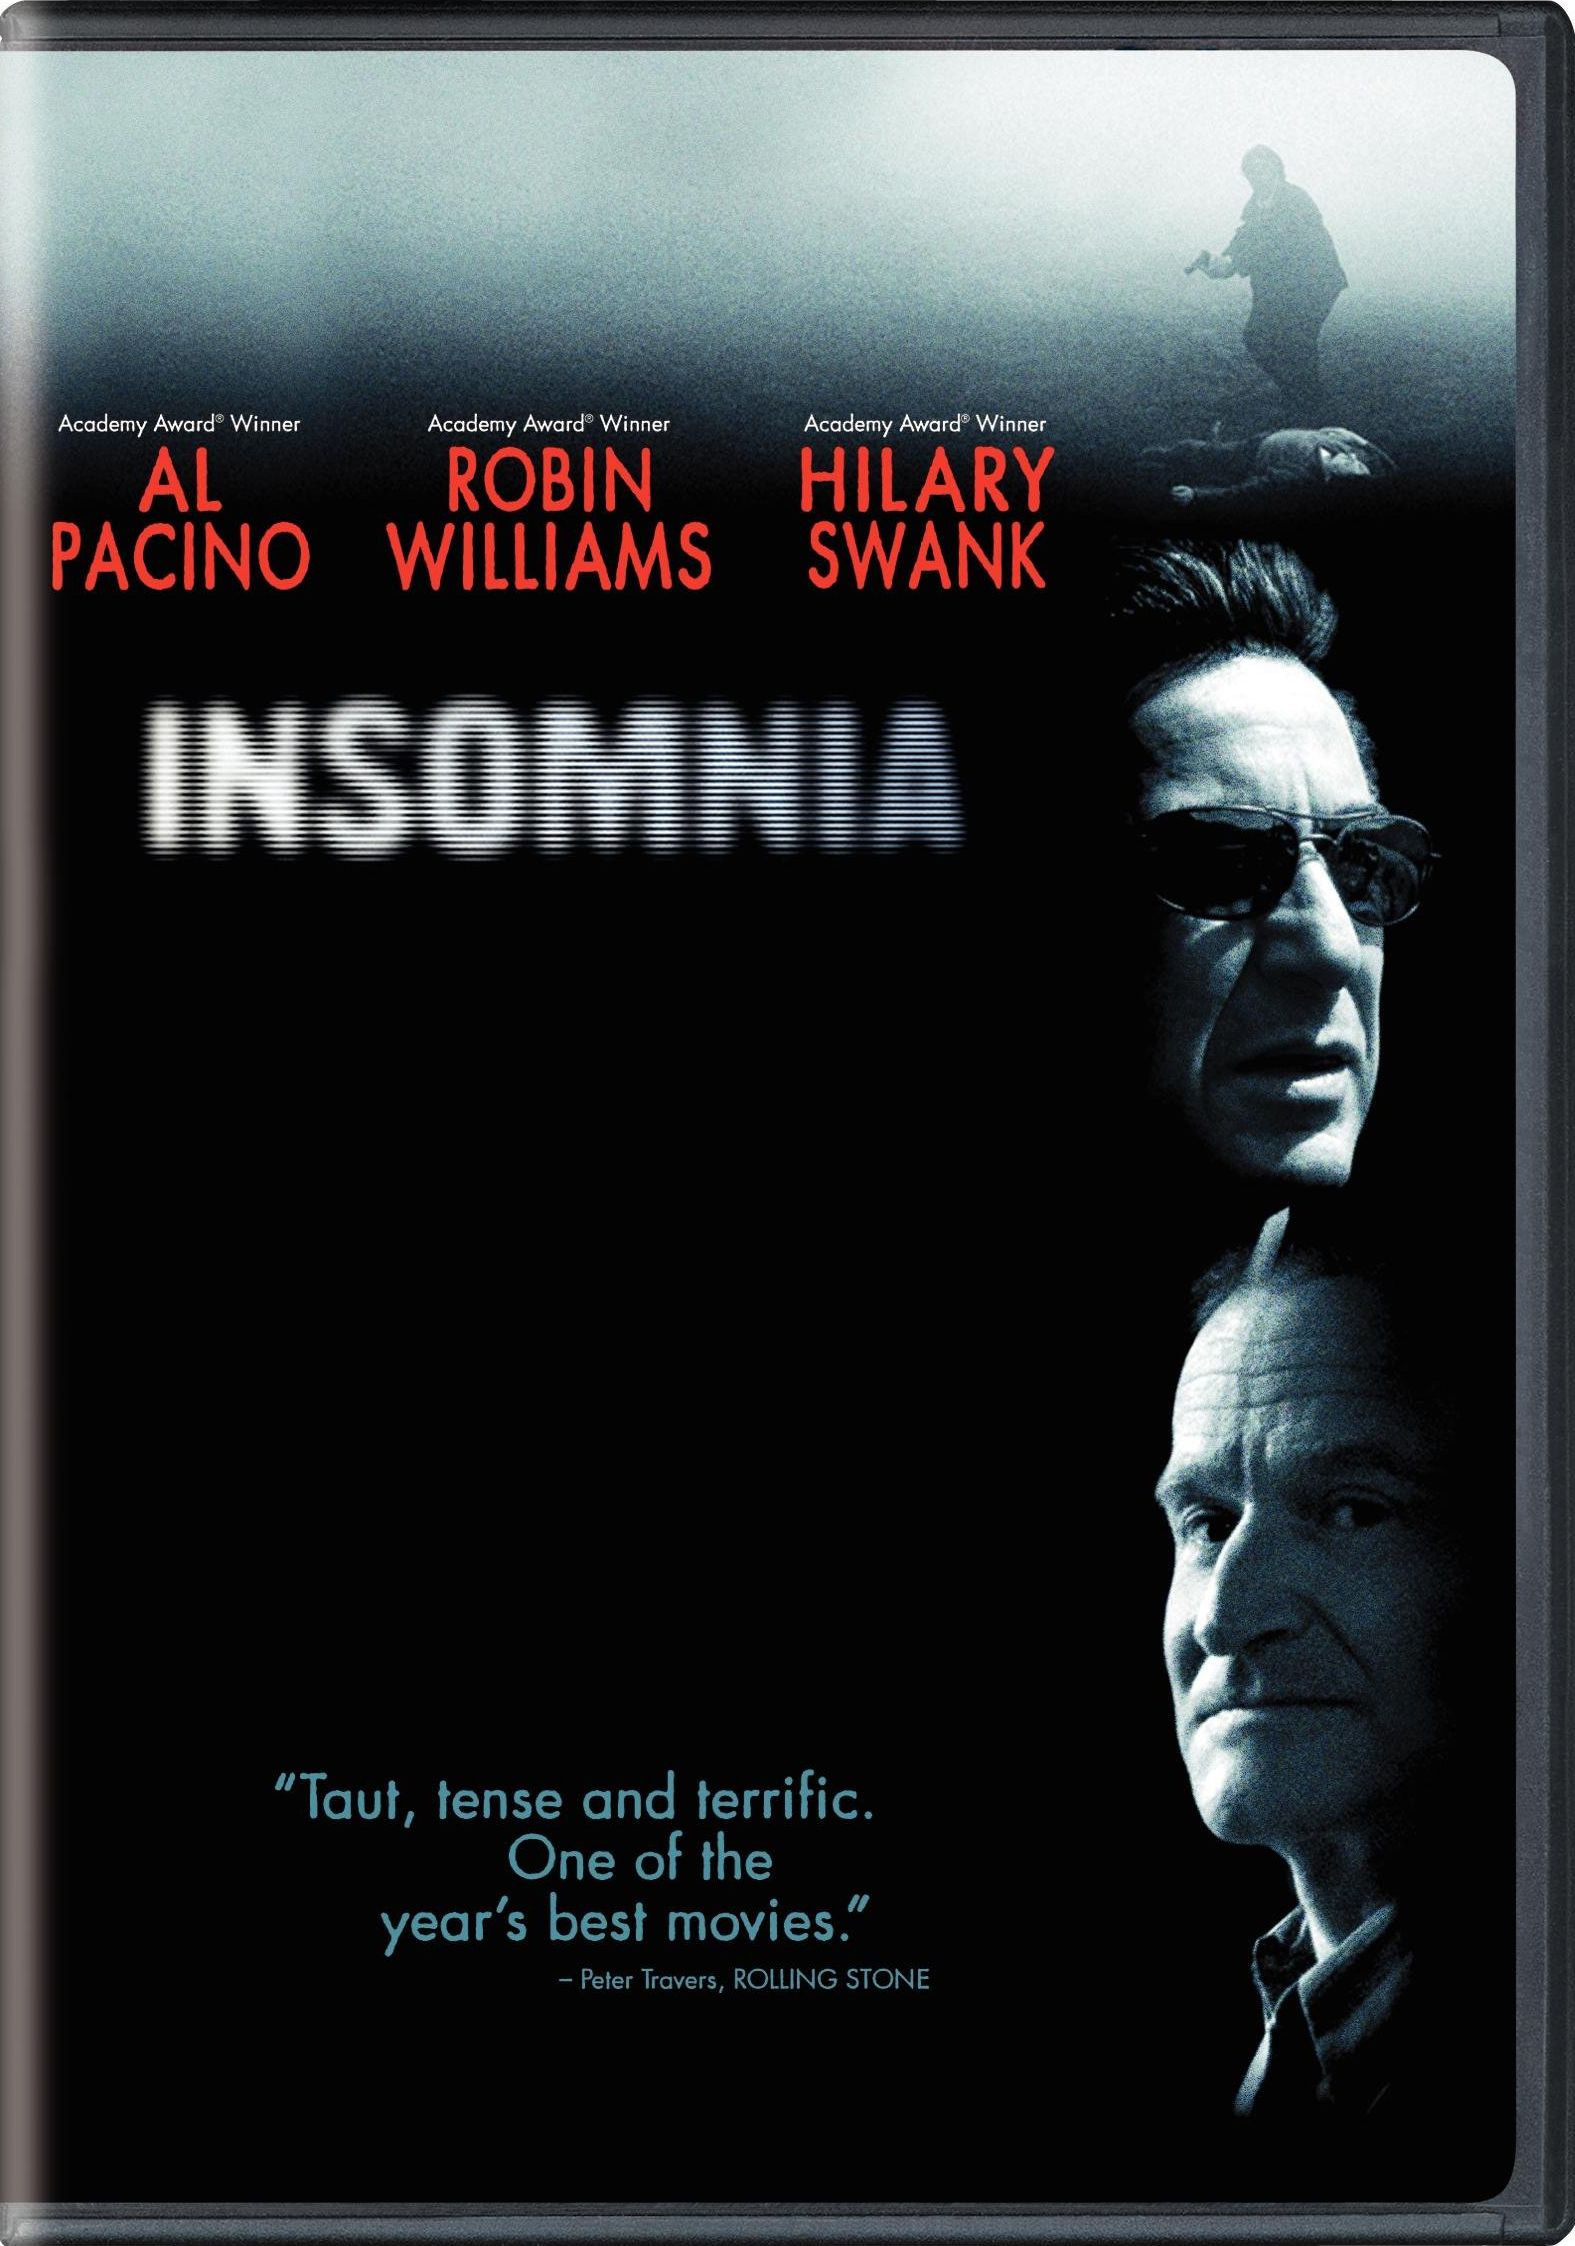 Academy Award® Winner Academy Award® Winner Academy Award® Winner
AL ROBIN HILARY
PACINO WILLIAMS SWANK
INSOMNIA
"Taut, tense and terrific.
One of the
year's best movies."
– Peter Travers, ROLLING STONE